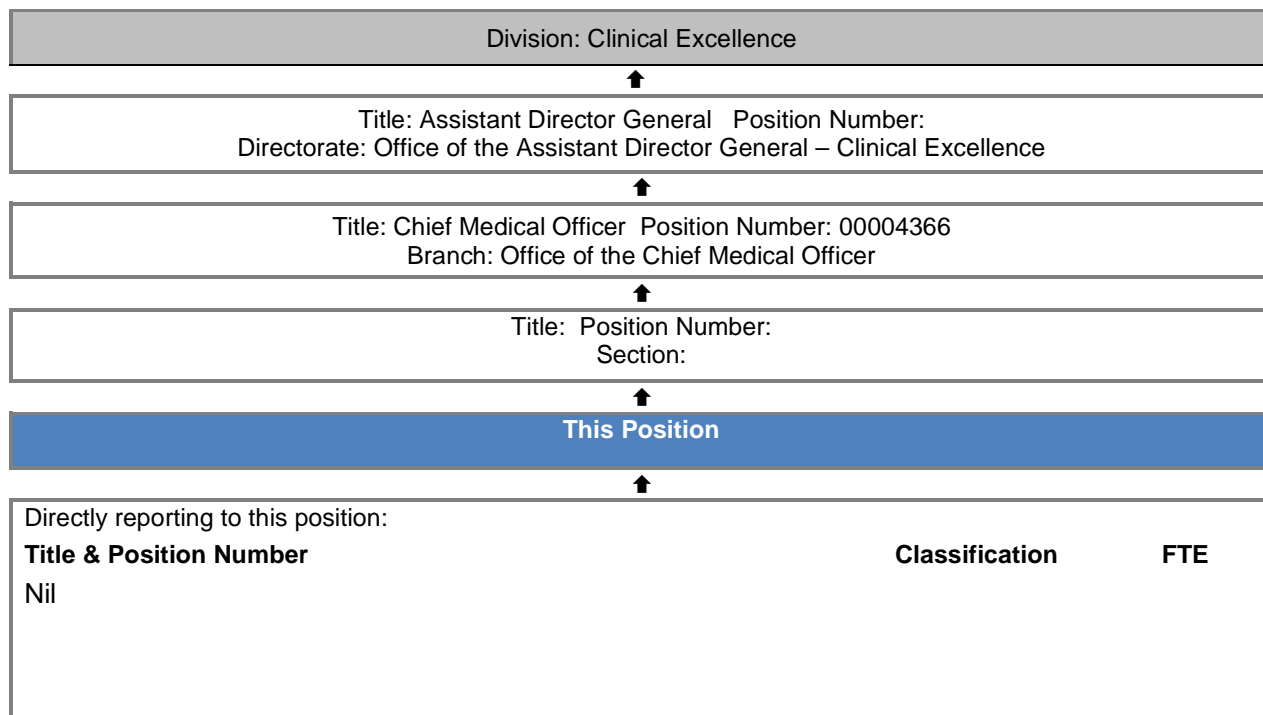 Division: Clinical Excellence
Title: Assistant Director General Position Number:
Directorate: Office of the Assistant Director General – Clinical Excellence
Title: Chief Medical Officer Position Number: 00004366
Branch: Office of the Chief Medical Officer
Title: Position Number:
Section:
This Position
Directly reporting to this position:
Title & Position Number Classification FTE
Nil